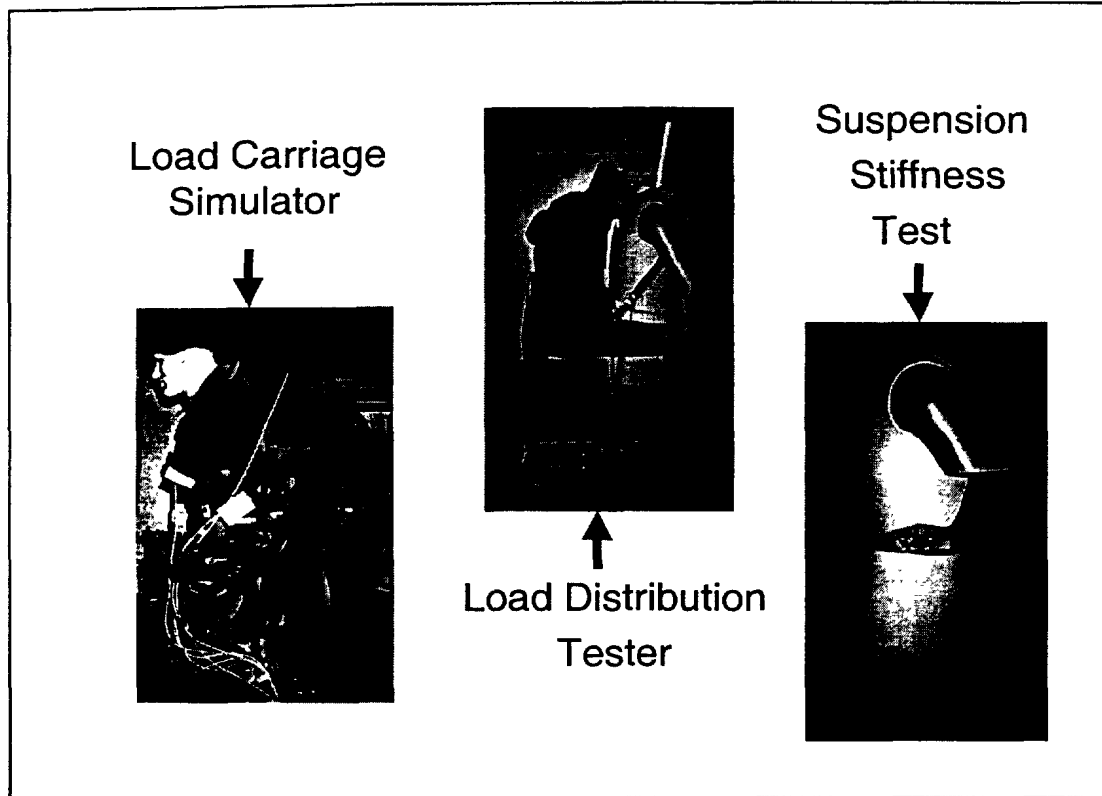 Load Carriage
Simulator
Suspension
Stiffness
Test
Load Distribution
Tester